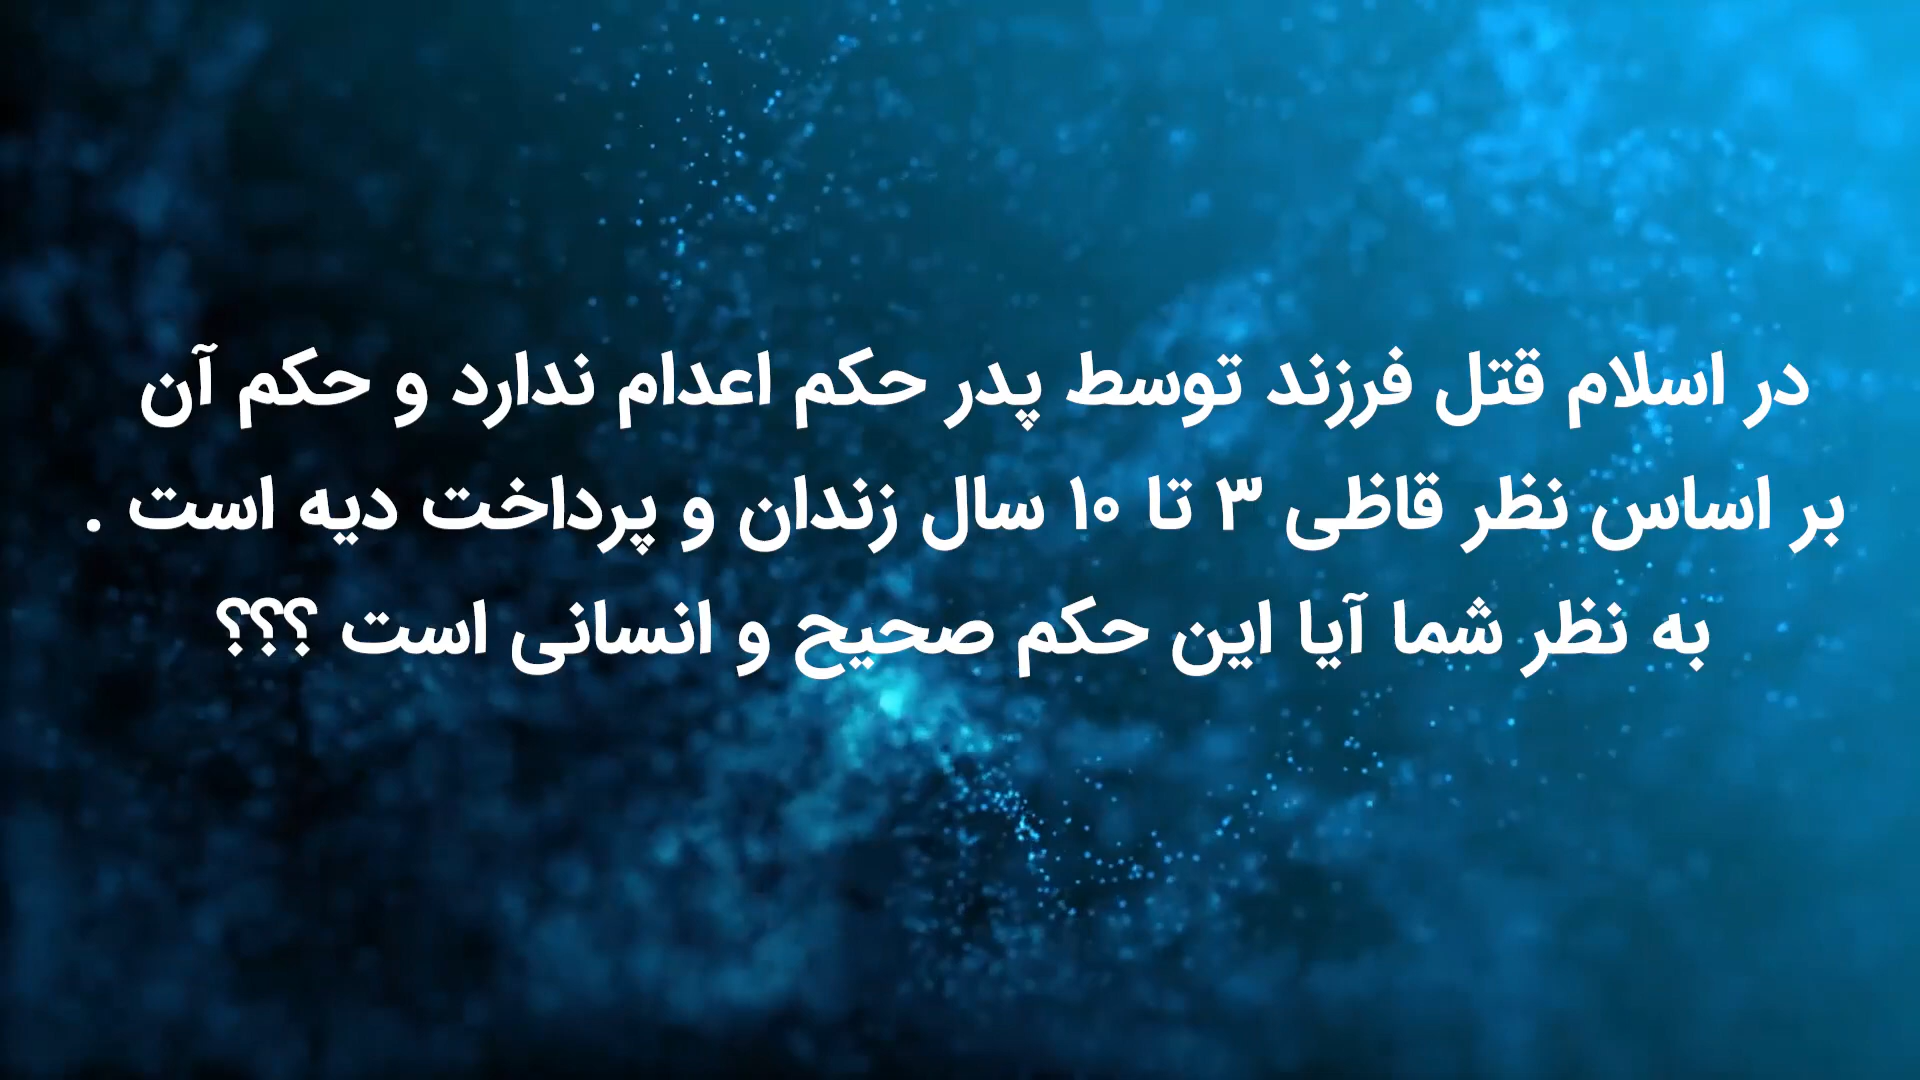 در اسلام قتل فرزند توسط پدر حکم اعدام ندارد و حکم آن
بر اساس نظر قاظی ۳ تا ۱۰ سال زندان و پرداخت دیه است .
به نظر شما آیا این حکم صحیح و انسانی است ؟؟؟